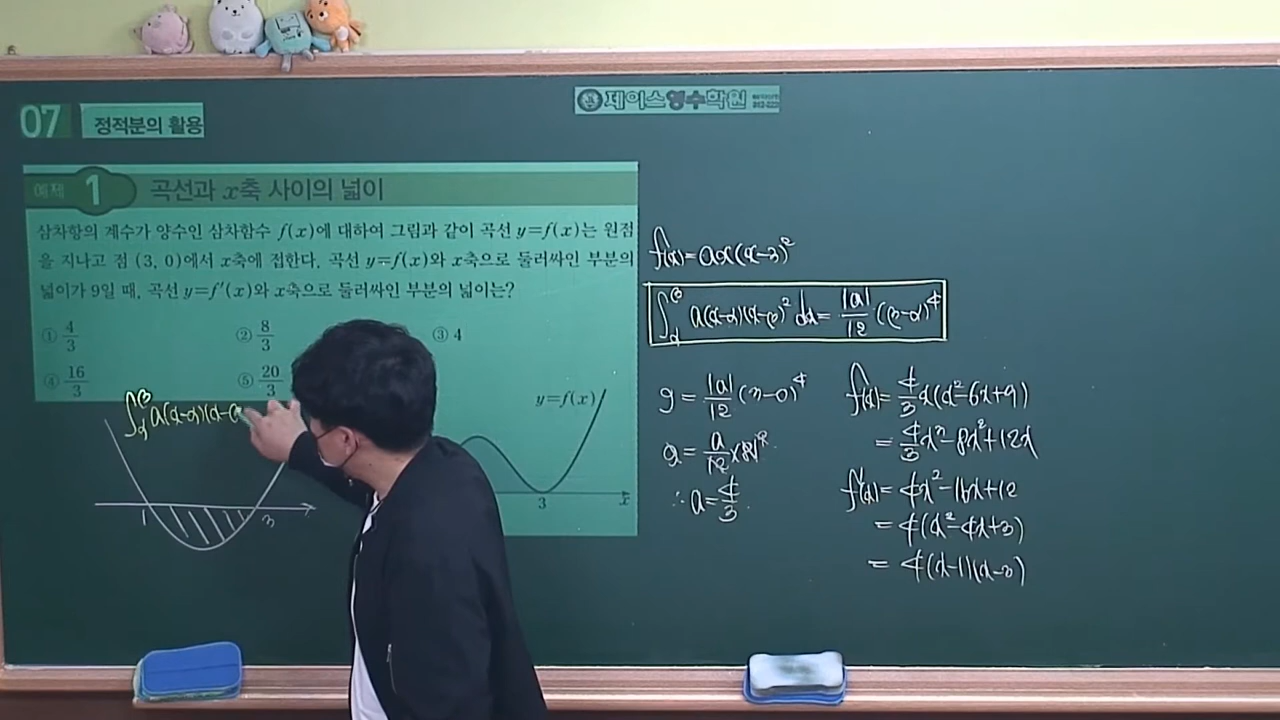 제이스영수학원
07 정적분의 활용
예제 1 곡선과 x축 사이의 넓이
삼차항의 계수가 양수인 삼차함수 f(x)에 대하여 그림과 같이 곡선 y=f(x)는 원점
을 지나고 점 (3, 0)에서 x축에 접한다. 곡선 y=f(x)와 x축으로 둘러싸인 부분의
넓이가 9일 때, 곡선 y=f′(x)와 x축으로 둘러싸인 부분의 넓이는?
① 4/3 ② 8/3 ③ 4
④ 16/3 ⑤ 20/3
y=f(x)
3 x
∫α^β a(x-α)(x-β
1 3
f(x)=ax(x-3)²
∫α^β a(x-α)(x-β)² dx = |a|/12 (β-α)⁴
9 = |a|/12 (3-0)⁴
9 = a/12 × 81
∴ a = 4/3
f(x) = 4/3 x(x²-6x+9)
= 4/3 x³-8x²+12x
f′(x) = 4x²-16x+12
= 4(x²-4x+3)
= 4(x-1)(x-3)